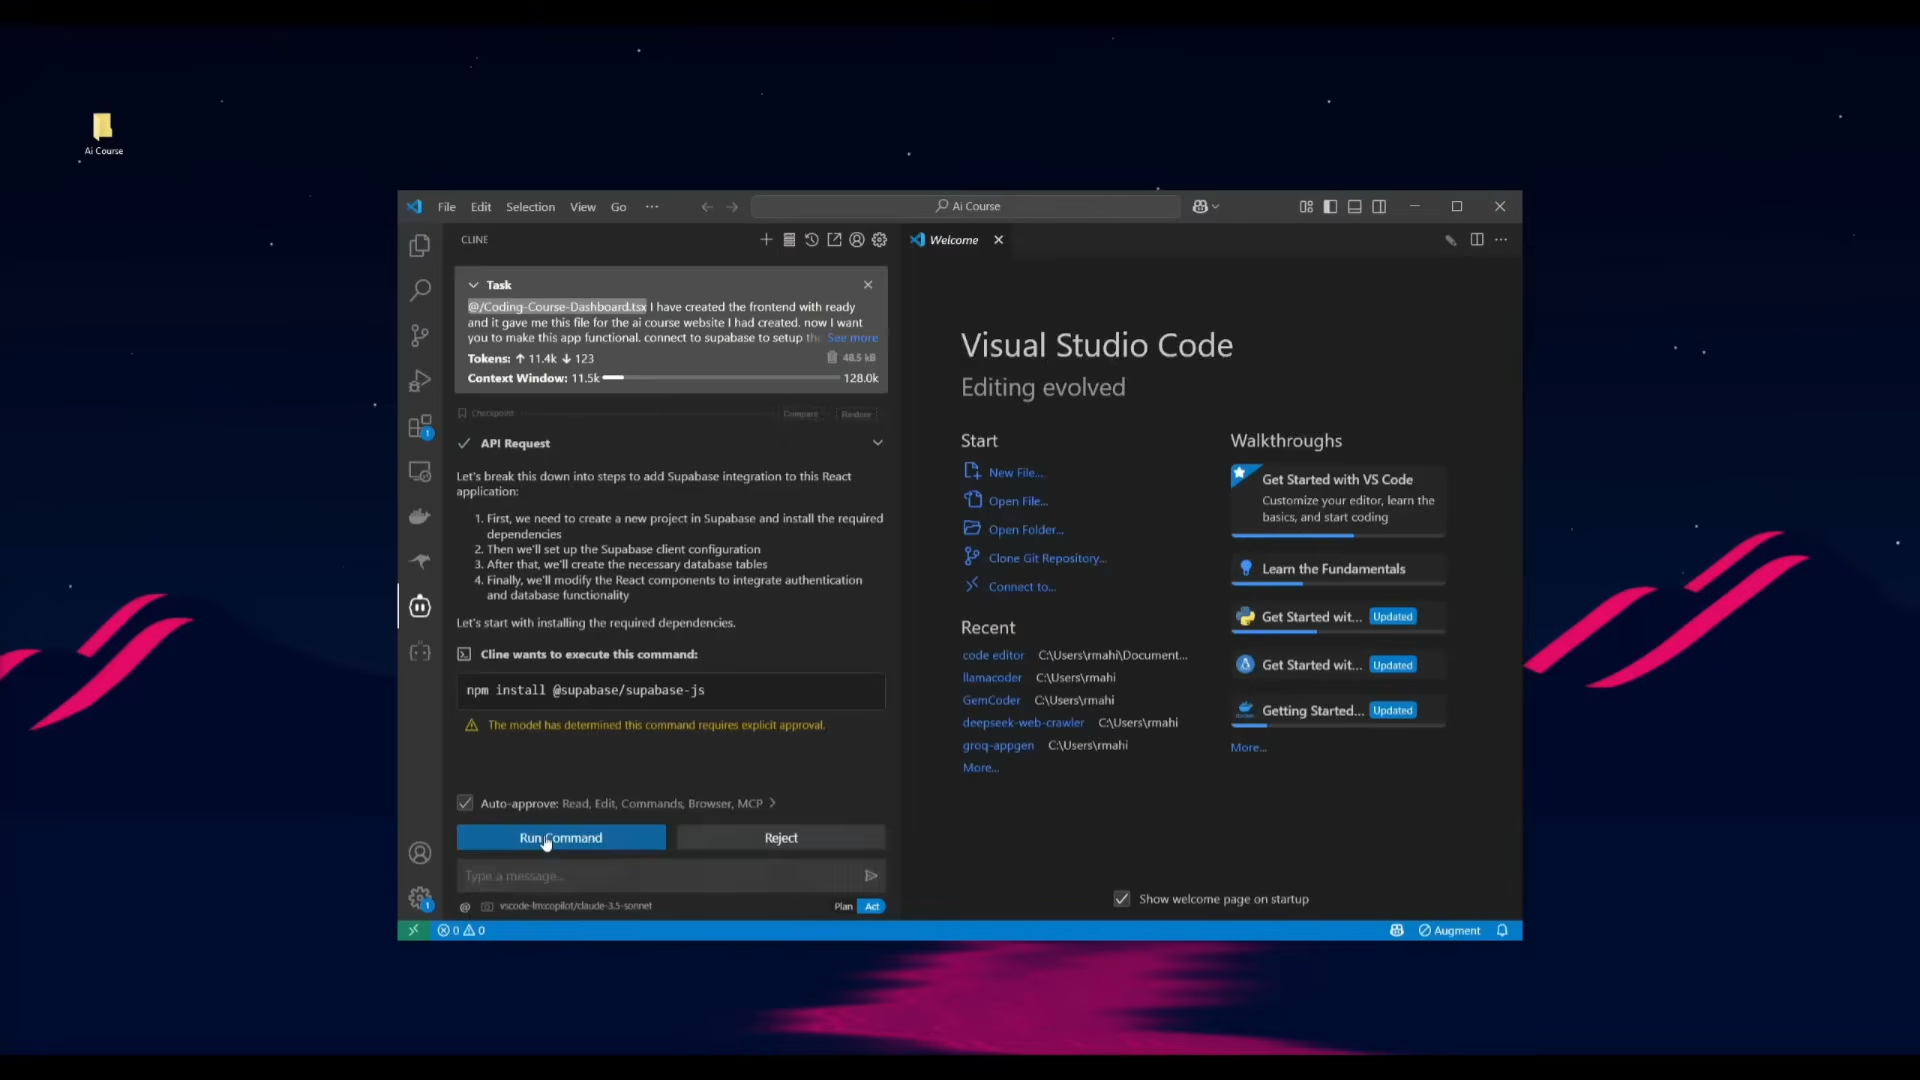 Ai Course
File Edit Selection View Go ···
Ai Course
CLINE
Task
@/Coding-Course-Dashboard.tsx I have created the frontend with ready
and it gave me this file for the ai course website I had created. now I want
you to make this app functional. connect to supabase to setup the See more
Tokens: ↑ 11.4k ↓ 123 48.5 kB
Context Window: 11.5k 128.0k
Checkpoint Compare Restore
API Request
Let's break this down into steps to add Supabase integration to this React
application:
1. First, we need to create a new project in Supabase and install the required
dependencies
2. Then we'll set up the Supabase client configuration
3. After that, we'll create the necessary database tables
4. Finally, we'll modify the React components to integrate authentication
and database functionality
Let's start with installing the required dependencies.
Cline wants to execute this command:
npm install @supabase/supabase-js
The model has determined this command requires explicit approval.
Auto-approve: Read, Edit, Commands, Browser, MCP >
Run Command Reject
Type a message...
@ vscode-lm:copilot/claude-3.5-sonnet Plan Act
Welcome
Visual Studio Code
Editing evolved
Start
New File...
Open File...
Open Folder...
Clone Git Repository...
Connect to...
Recent
code editor C:\Users\rmahi\Document...
llamacoder C:\Users\rmahi
GemCoder C:\Users\rmahi
deepseek-web-crawler C:\Users\rmahi
groq-appgen C:\Users\rmahi
More...
Walkthroughs
Get Started with VS Code
Customize your editor, learn the
basics, and start coding
Learn the Fundamentals
Get Started wit... Updated
Get Started wit... Updated
Getting Started... Updated
More...
Show welcome page on startup
1
1
0 0
Augment